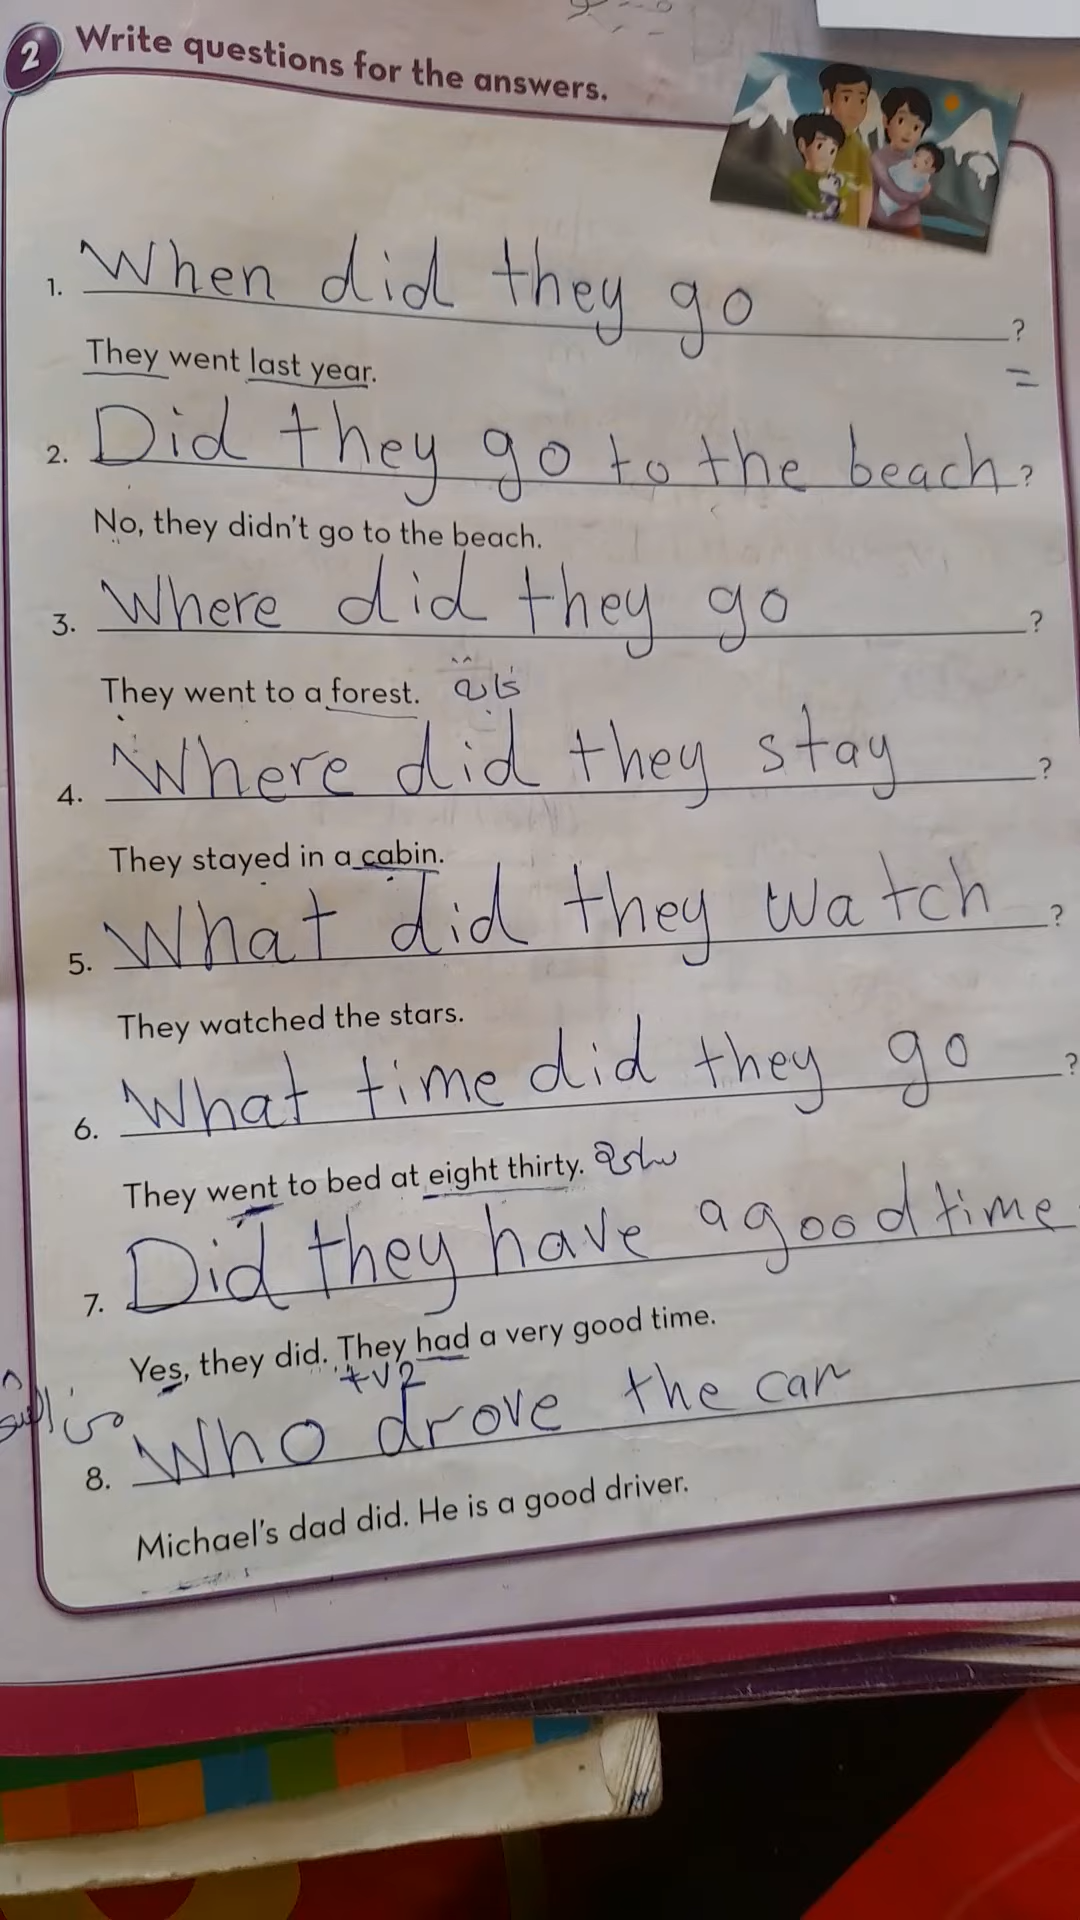 2 Write questions for the answers.
1. When did they go ?
They went last year.
2. Did they go to the beach ?
No, they didn't go to the beach.
3. Where did they go ?
They went to a forest. غابة
4. Where did they stay ?
They stayed in a cabin.
5. What did they watch ?
They watched the stars.
6. What time did they go ?
They went to bed at eight thirty.
7. Did they have a good time
Yes, they did. They had a very good time.
+V2
8. Who drove the car
Michael's dad did. He is a good driver.